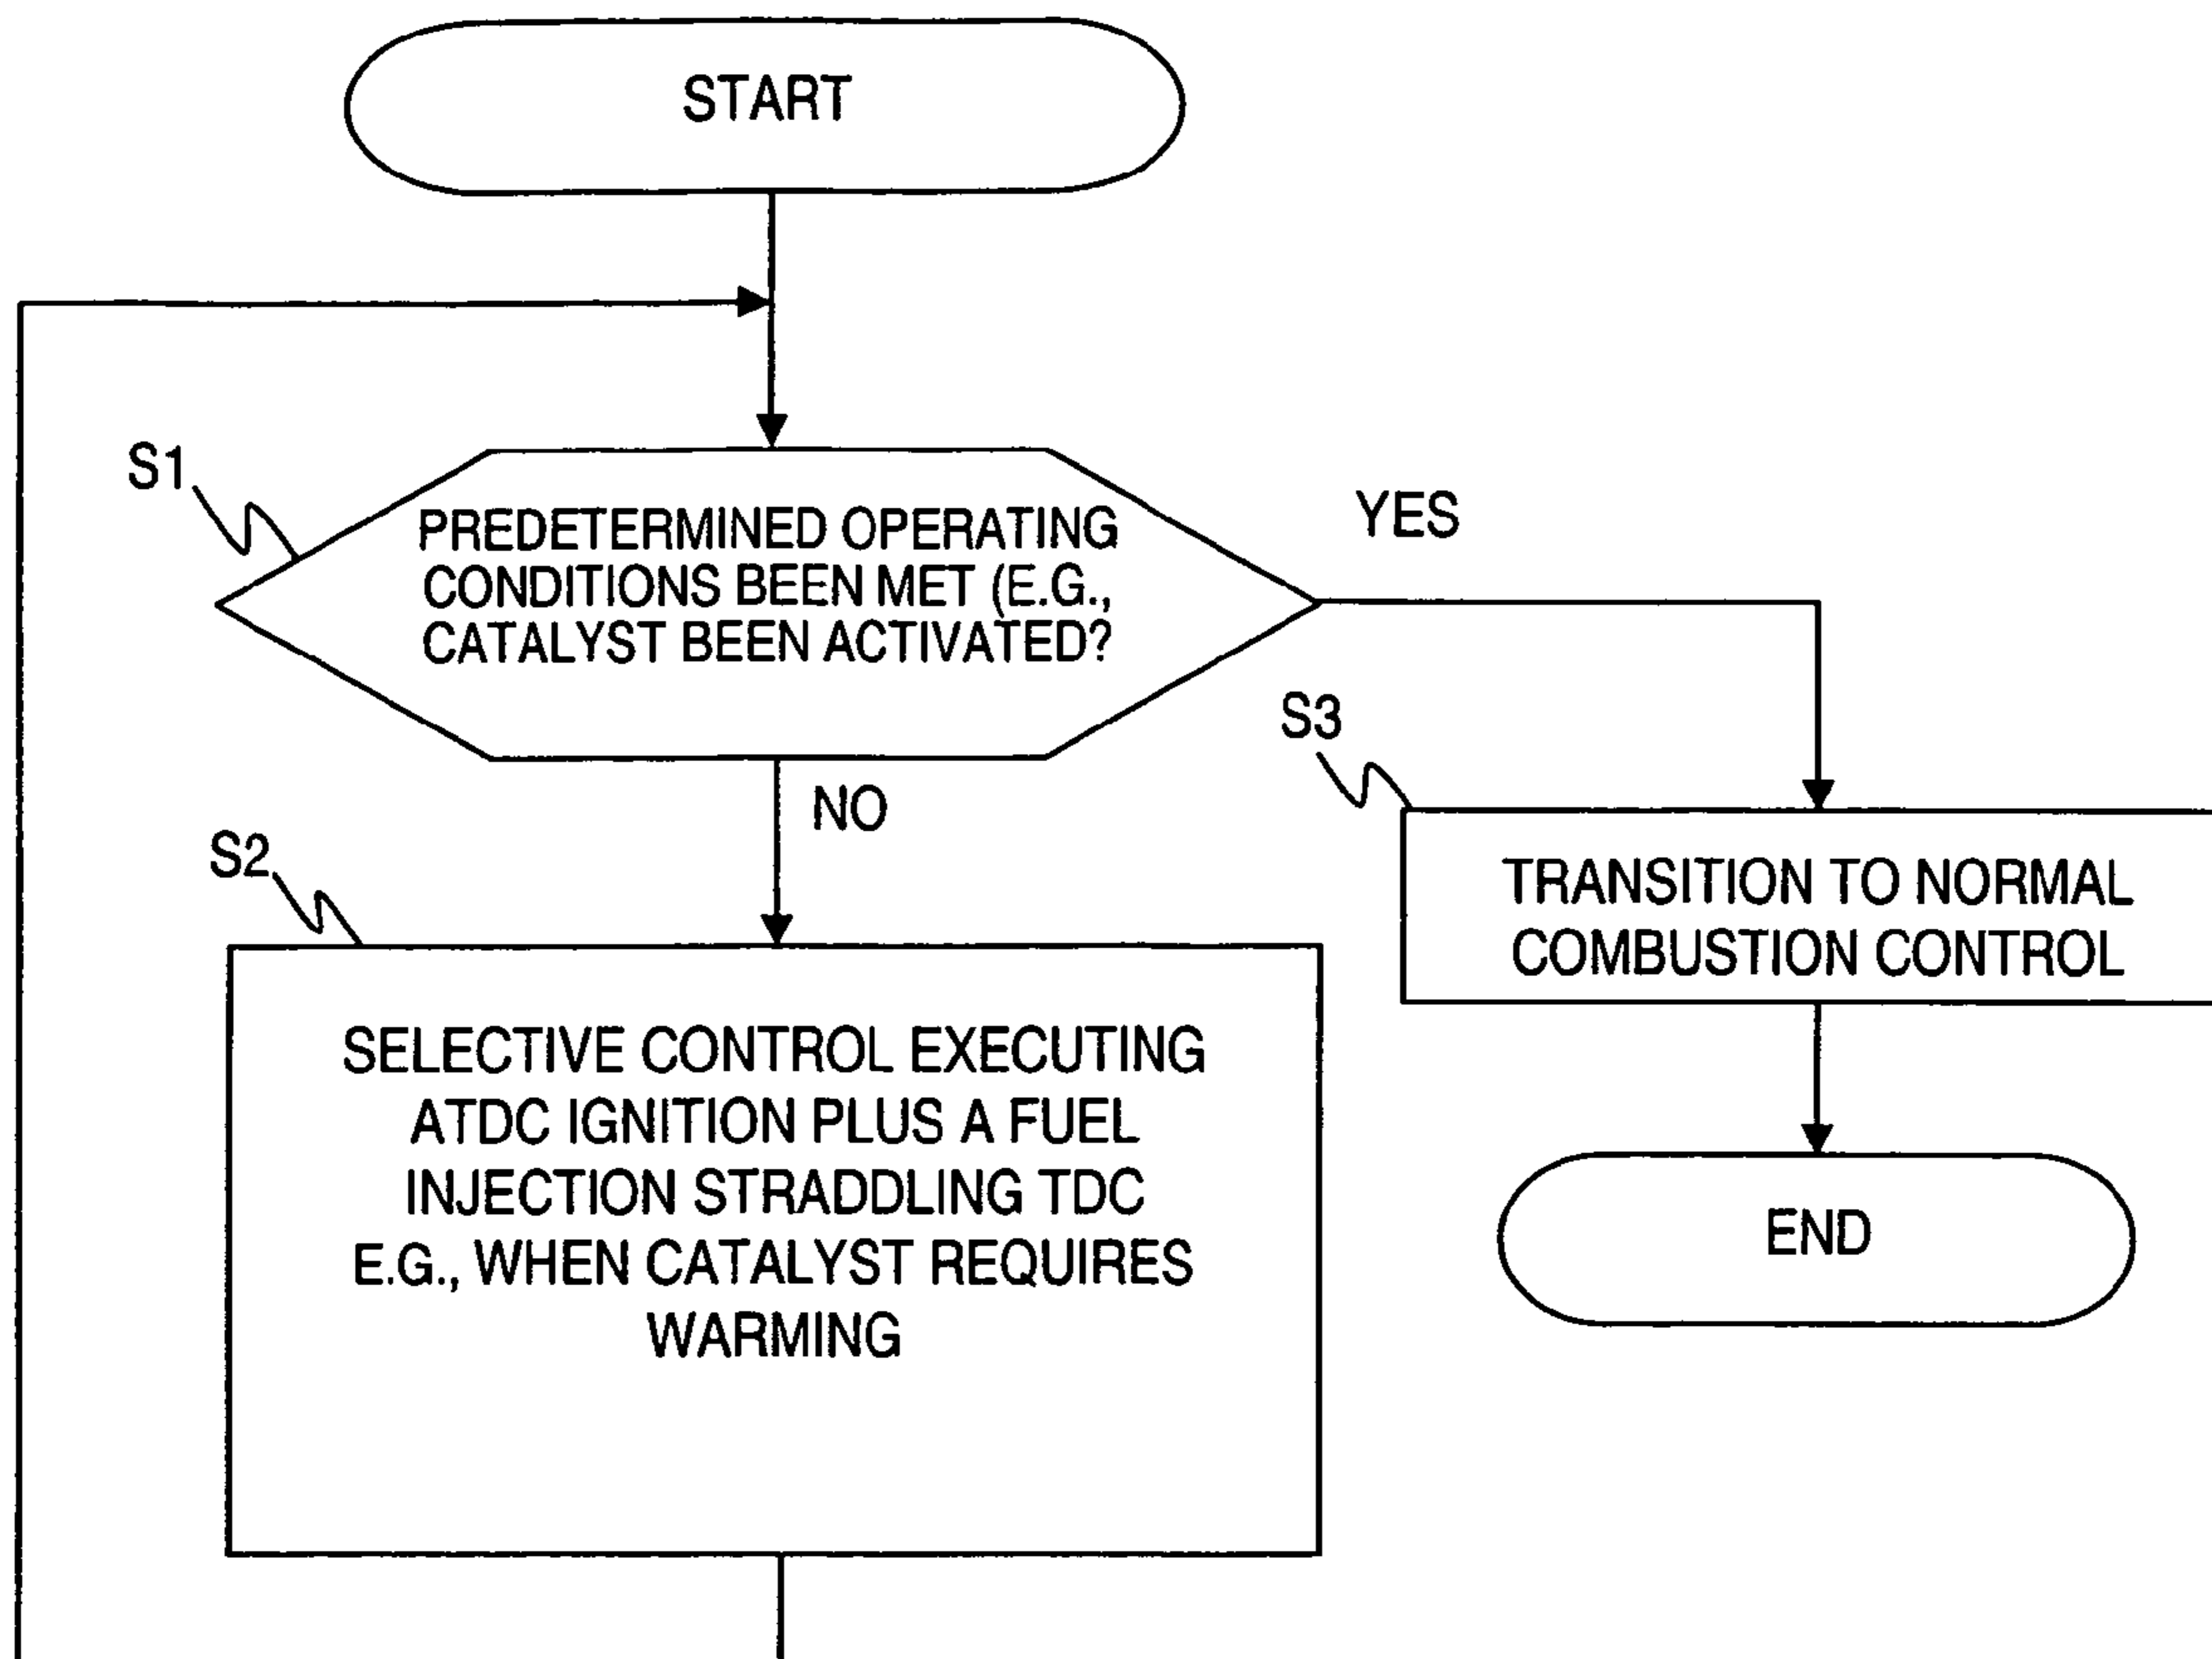 START
S1
PREDETERMINED OPERATING
CONDITIONS BEEN MET (E.G.,
CATALYST BEEN ACTIVATED?
YES
NO
S2
SELECTIVE CONTROL EXECUTING
ATDC IGNITION PLUS A FUEL
INJECTION STRADDLING TDC
E.G., WHEN CATALYST REQUIRES
WARMING
S3
TRANSITION TO NORMAL
COMBUSTION CONTROL
END